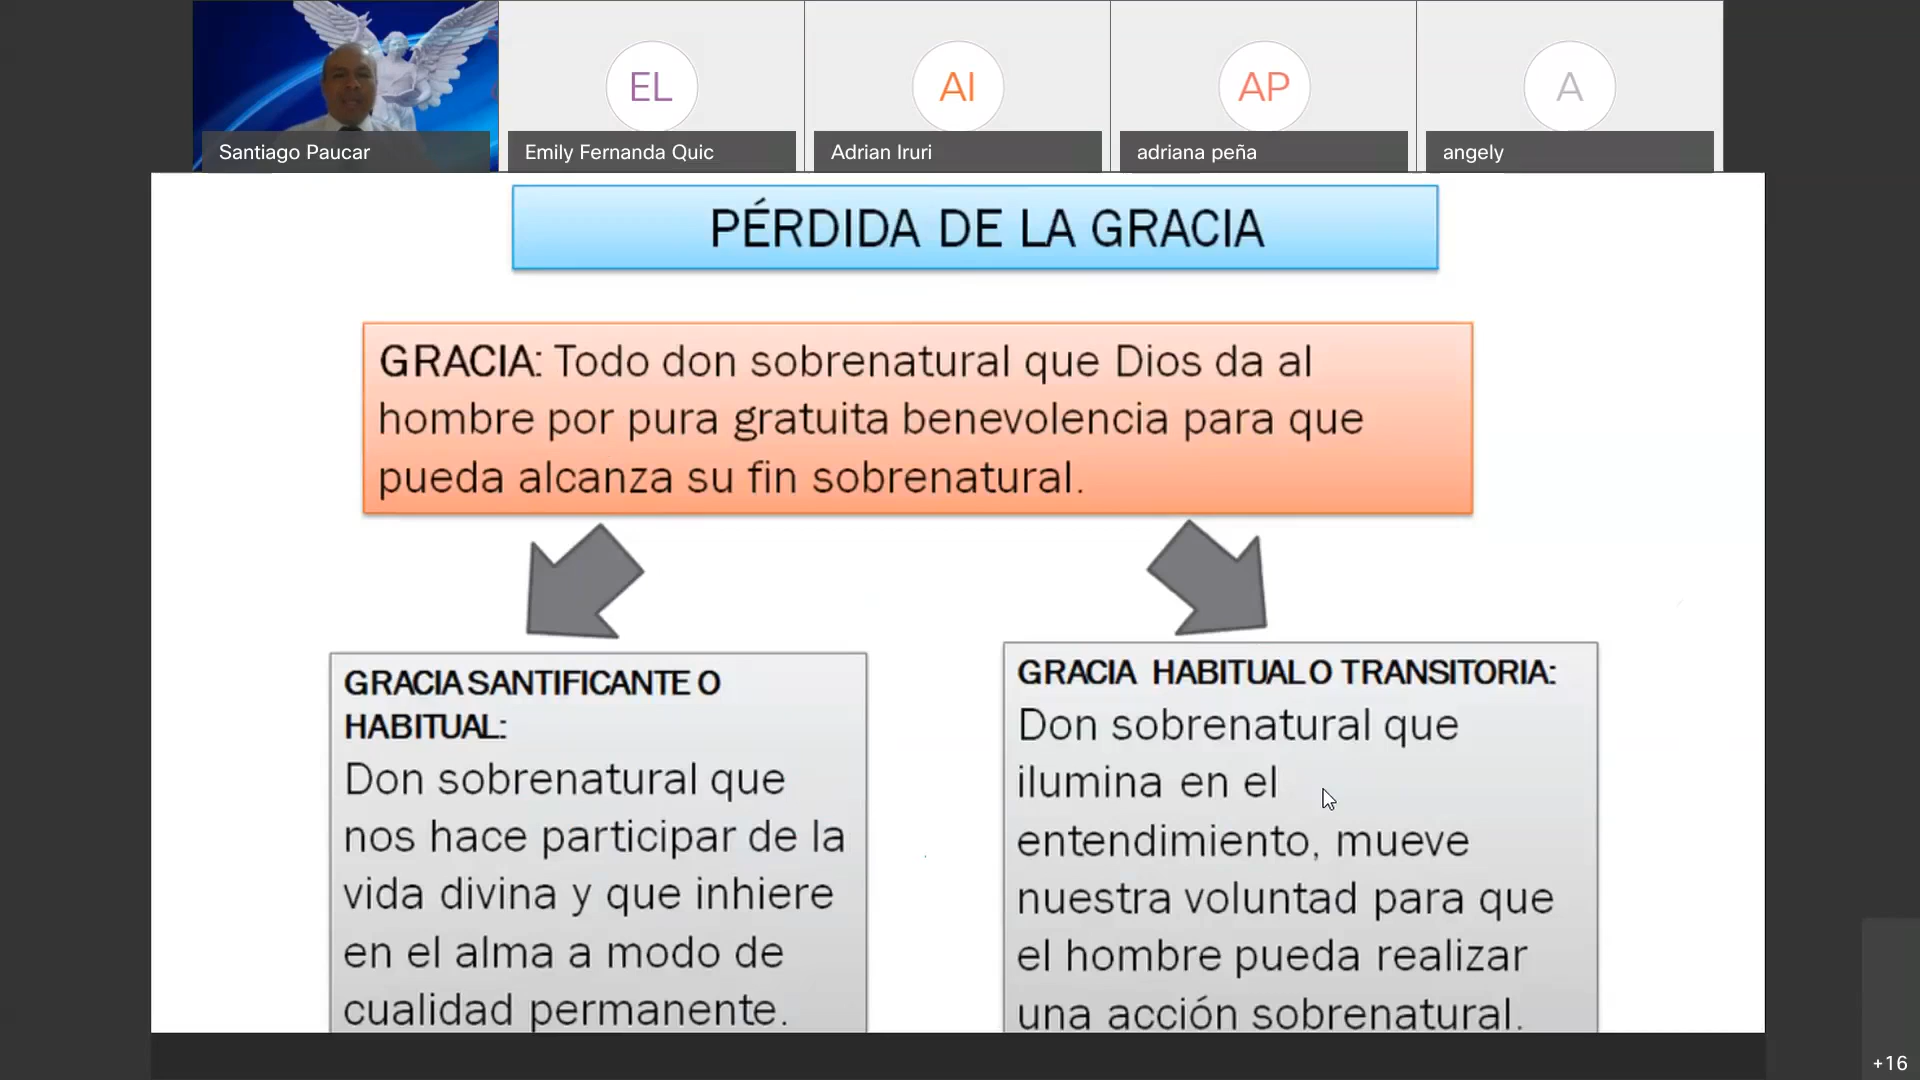 EL
AI
AP
A
Santiago Paucar
Emily Fernanda Quic
Adrian Iruri
adriana peña
angely
PÉRDIDA DE LA GRACIA
GRACIA: Todo don sobrenatural que Dios da al
hombre por pura gratuita benevolencia para que
pueda alcanza su fin sobrenatural.
GRACIA SANTIFICANTE O
HABITUAL:
Don sobrenatural que
nos hace participar de la
vida divina y que inhiere
en el alma a modo de
cualidad permanente.
GRACIA HABITUAL O TRANSITORIA:
Don sobrenatural que
ilumina en el
entendimiento, mueve
nuestra voluntad para que
el hombre pueda realizar
una acción sobrenatural.
+16